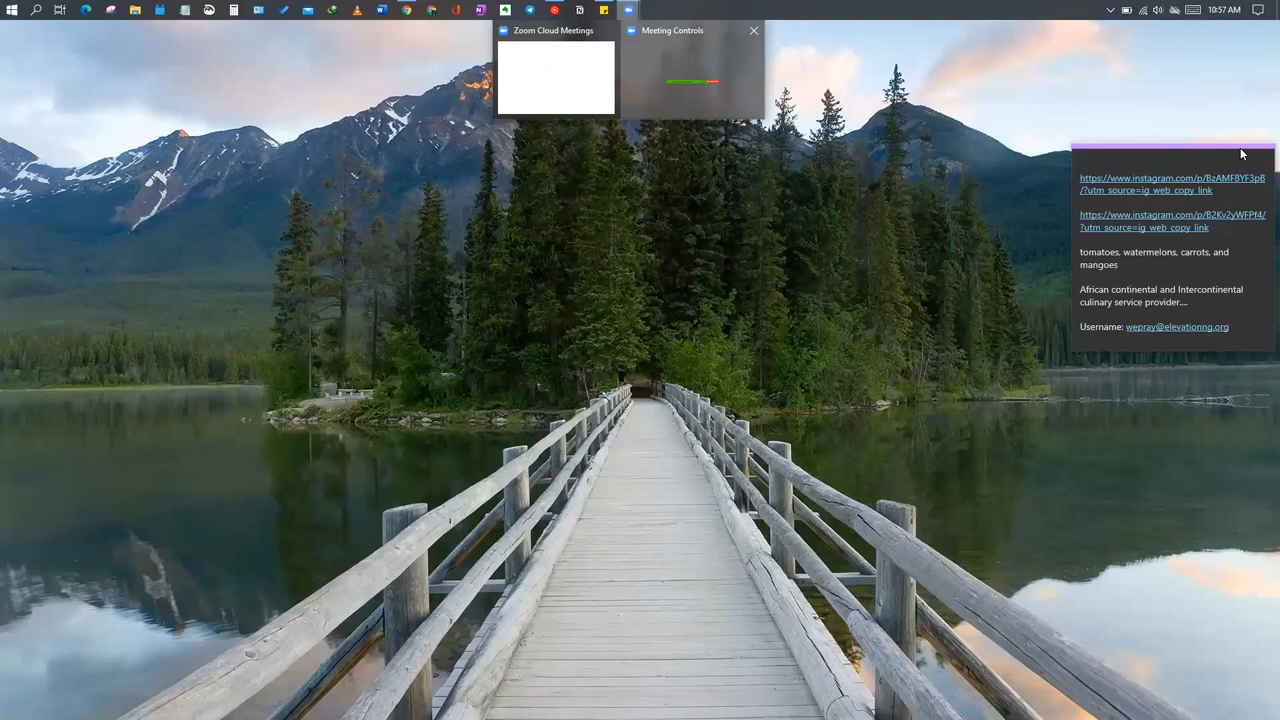 10:57 AM
Zoom Cloud Meetings
Meeting Controls
https://www.instagram.com/p/BzAMF8YF3pB
/?utm_source=ig_web_copy_link
https://www.instagram.com/p/B2Kv2yWFPf4/
?utm_source=ig_web_copy_link
tomatoes, watermelons, carrots, and
mangoes
African continental and Intercontinental
culinary service provider....
Username: wepray@elevationng.org